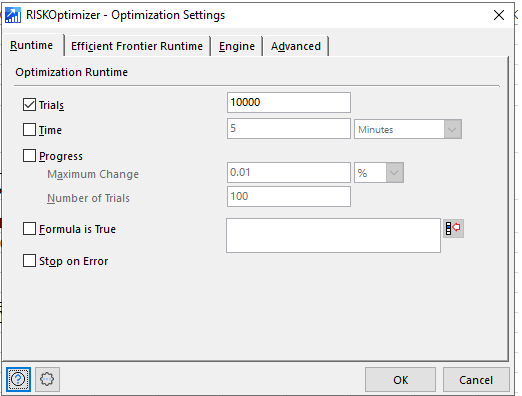 RISKOptimizer - Optimization Settings
Runtime Efficient Frontier Runtime Engine Advanced
Optimization Runtime
Trials 10000
Time 5 Minutes
Progress
Maximum Change 0.01 %
Number of Trials 100
Formula is True
Stop on Error
? OK Cancel